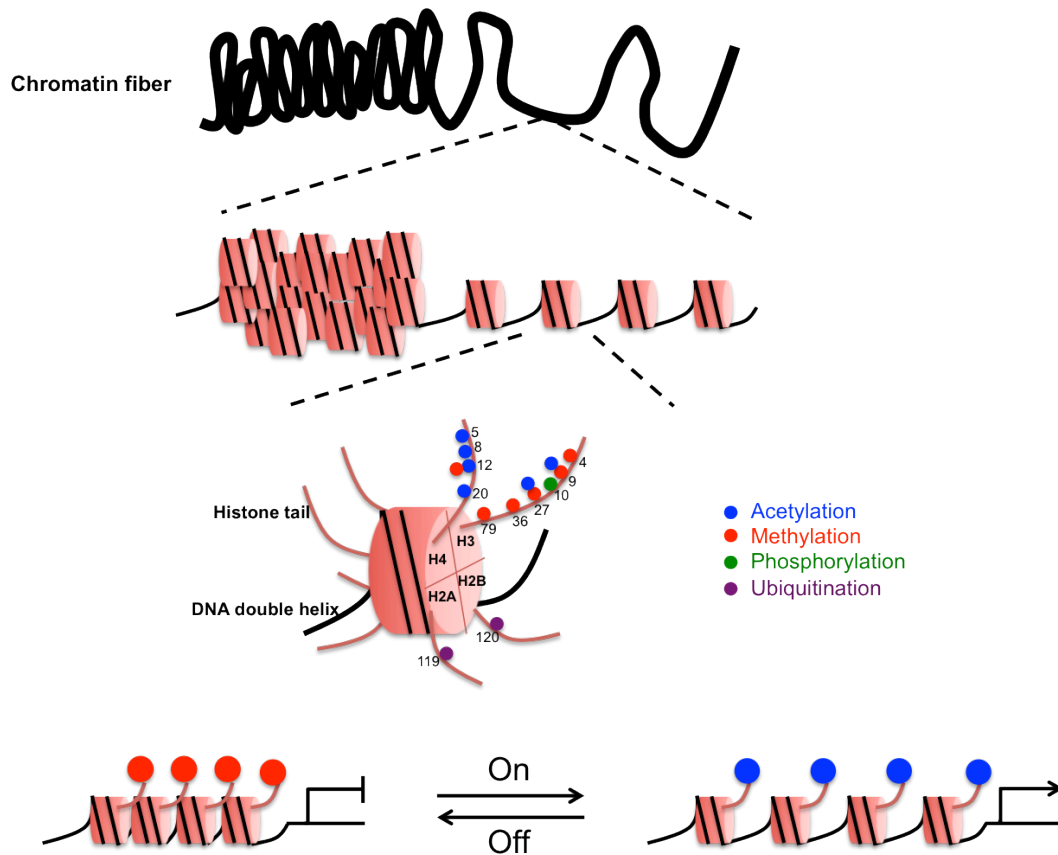 Chromatin fiber
5
8
12
20
4
9
10
27
36
79
Histone tail
H3
H4
H2B
H2A
DNA double helix
120
119
Acetylation
Methylation
Phosphorylation
Ubiquitination
On
Off